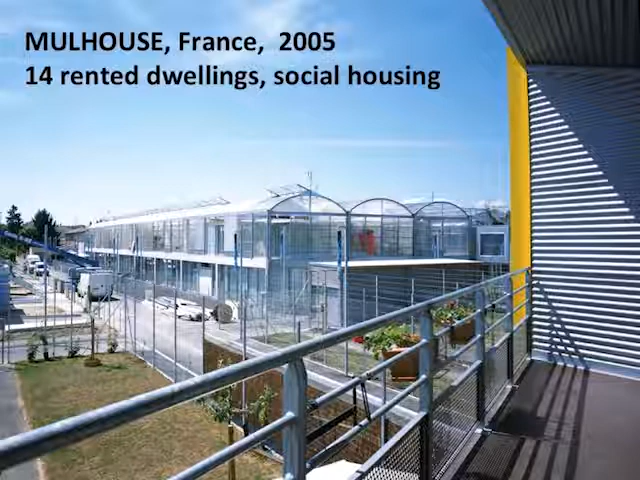 MULHOUSE, France,  2005
14 rented dwellings, social housing